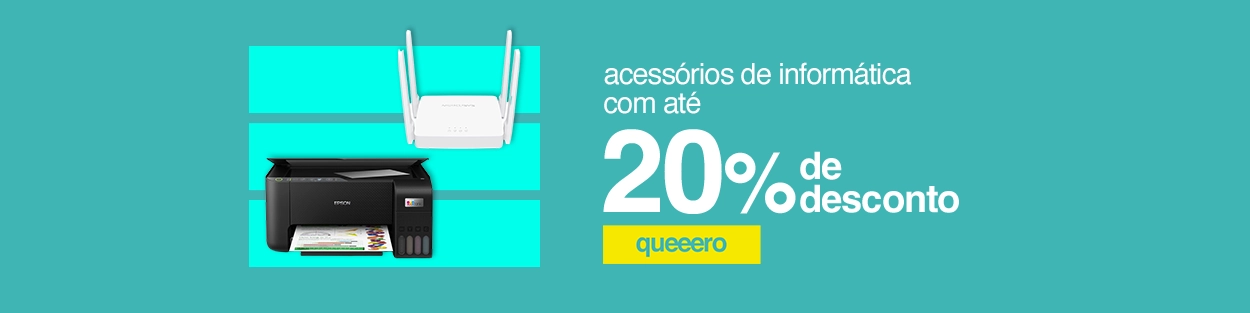 acessórios de informática
com até
20% de
desconto
queeero
EPSON